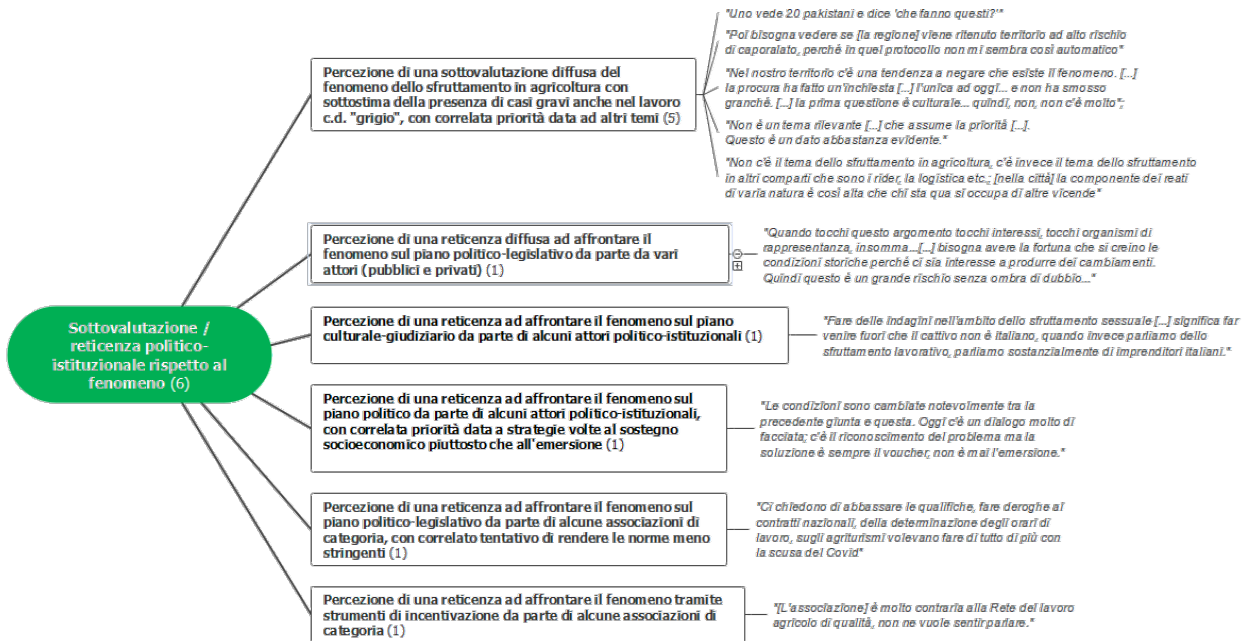 Sottovalutazione /
reticenza politico-
istituzionale rispetto al
fenomeno (6)
Percezione di una sottovalutazione diffusa del
fenomeno dello sfruttamento in agricoltura con
sottostima della presenza di casi gravi anche nel lavoro
c.d. "grigio", con correlata priorità data ad altri temi (5)
"Uno vede 20 pakistani e dice 'che fanno questi?'"
"Poi bisogna vedere se [la regione] viene ritenuto territorio ad alto rischio
di caporalato, perché in quel protocollo non mi sembra così automatico"
"Nel nostro territorio c'è una tendenza a negare che esiste il fenomeno. [...]
la procura ha fatto un'inchiesta [...] l'unica ad oggi... e non ha smosso
granché. [...] la prima questione è culturale... quindi, non, non c'è molto";
"Non è un tema rilevante [...] che assume la priorità [...].
Questo è un dato abbastanza evidente."
"Non c'è il tema dello sfruttamento in agricoltura, c'è invece il tema dello sfruttamento
in altri comparti che sono i rider, la logistica etc.; [nella città] la componente dei reati
di varia natura è così alta che chi sta qua si occupa di altre vicende"
Percezione di una reticenza diffusa ad affrontare il
fenomeno sul piano politico-legislativo da parte da vari
attori (pubblici e privati) (1)
"Quando tocchi questo argomento tocchi interessi, tocchi organismi di
rappresentanza, insomma...[...] bisogna avere la fortuna che si creino le
condizioni storiche perché ci sia interesse a produrre dei cambiamenti.
Quindi questo è un grande rischio senza ombra di dubbio..."
Percezione di una reticenza ad affrontare il fenomeno sul piano
culturale-giudiziario da parte di alcuni attori politico-istituzionali (1)
"Fare delle indagini nell'ambito dello sfruttamento sessuale [...] significa far
venire fuori che il cattivo non è italiano, quando invece parliamo dello
sfruttamento lavorativo, parliamo sostanzialmente di imprenditori italiani."
Percezione di una reticenza ad affrontare il fenomeno sul
piano politico da parte di alcuni attori politico-istituzionali,
con correlata priorità data a strategie volte al sostegno
socioeconomico piuttosto che all'emersione (1)
"Le condizioni sono cambiate notevolmente tra la
precedente giunta e questa. Oggi c'è un dialogo molto di
facciata; c'è il riconoscimento del problema ma la
soluzione è sempre il voucher, non è mai l'emersione."
Percezione di una reticenza ad affrontare il fenomeno sul
piano politico-legislativo da parte di alcune associazioni di
categoria, con correlato tentativo di rendere le norme meno
stringenti (1)
"Ci chiedono di abbassare le qualifiche, fare deroghe ai
contratti nazionali, della determinazione degli orari di
lavoro, sugli agriturismi volevano fare di tutto di più con
la scusa del Covid"
Percezione di una reticenza ad affrontare il fenomeno tramite
strumenti di incentivazione da parte di alcune associazioni di
categoria (1)
"[L'associazione] è molto contraria alla Rete del lavoro
agricolo di qualità, non ne vuole sentir parlare."